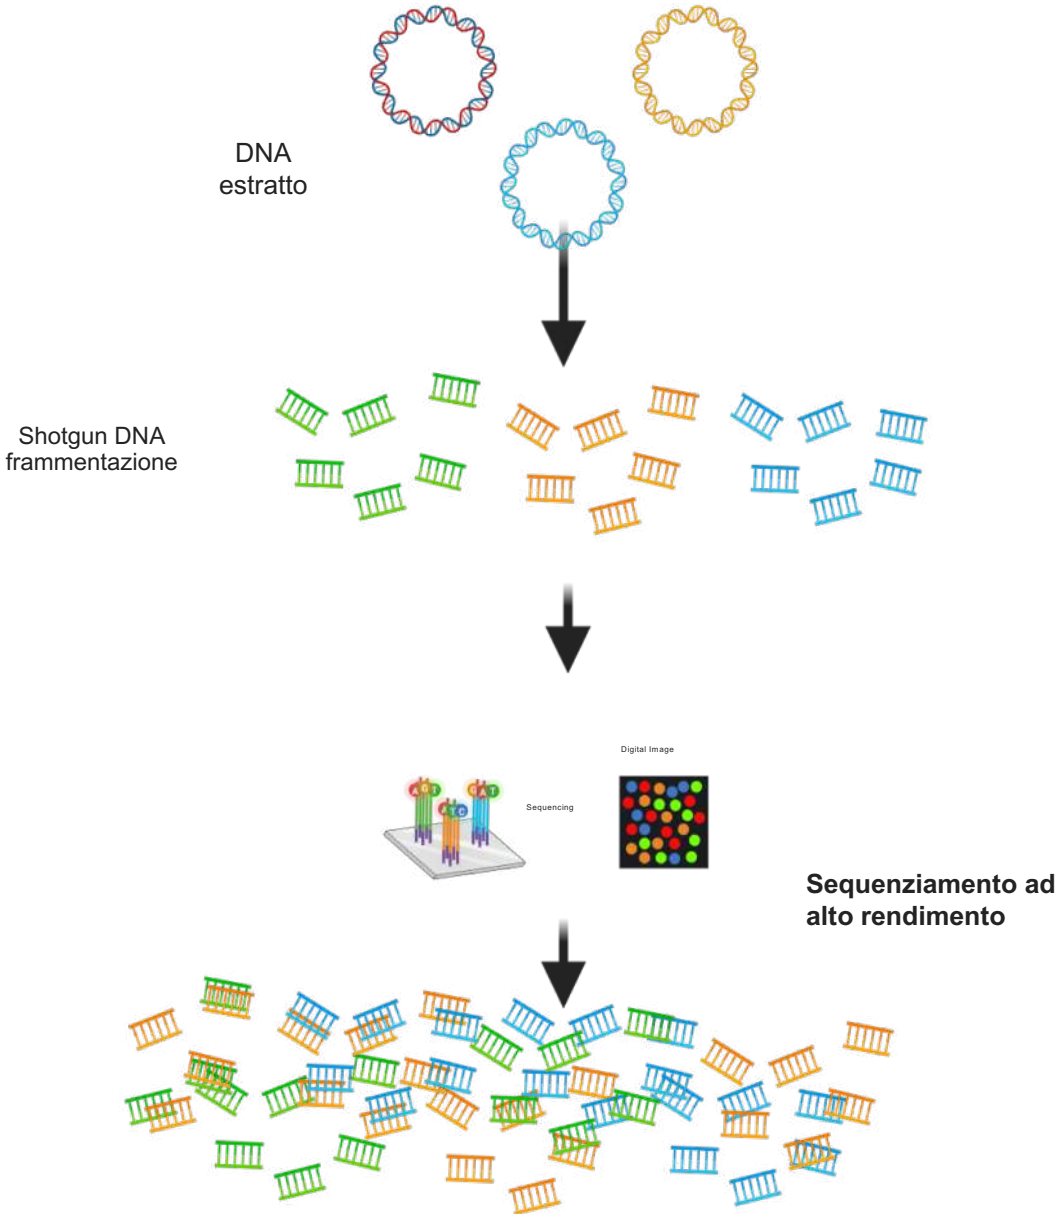 DNA
estratto
Shotgun DNA
frammentazione
Digital Image
A G T
A T C
G A T
Sequencing
Sequenziamento ad
alto rendimento